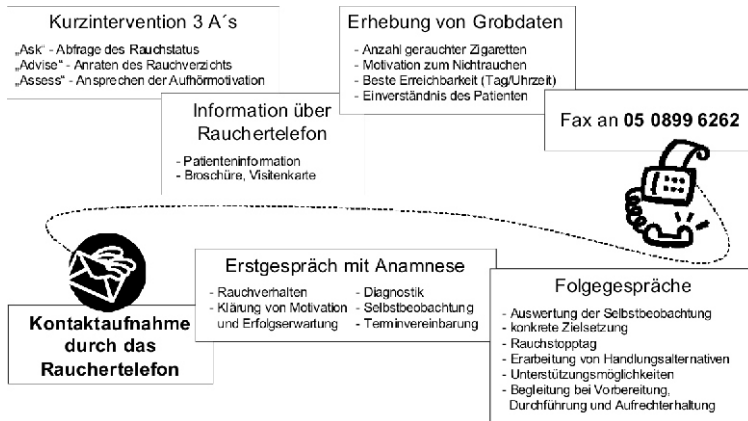 Kurzintervention 3 A´s
„Ask“ - Abfrage des Rauchstatus
„Advise“ - Anraten des Rauchverzichts
„Assess“ - Ansprechen der Aufhörmotivation
Erhebung von Grobdaten
- Anzahl gerauchter Zigaretten
- Motivation zum Nichtrauchen
- Beste Erreichbarkeit (Tag/Uhrzeit)
- Einverständnis des Patienten
Information über
Rauchertelefon
- Patienteninformation
- Broschüre, Visitenkarte
Fax an 05 0899 6262
Kontaktaufnahme
durch das
Rauchertelefon
Erstgespräch mit Anamnese
- Rauchverhalten
- Klärung von Motivation
und Erfolgserwartung
- Diagnostik
- Selbstbeobachtung
- Terminvereinbarung
Folgegespräche
- Auswertung der Selbstbeobachtung
- konkrete Zielsetzung
- Rauchstopptag
- Erarbeitung von Handlungsalternativen
- Unterstützungsmöglichkeiten
- Begleitung bei Vorbereitung,
Durchführung und Aufrechterhaltung